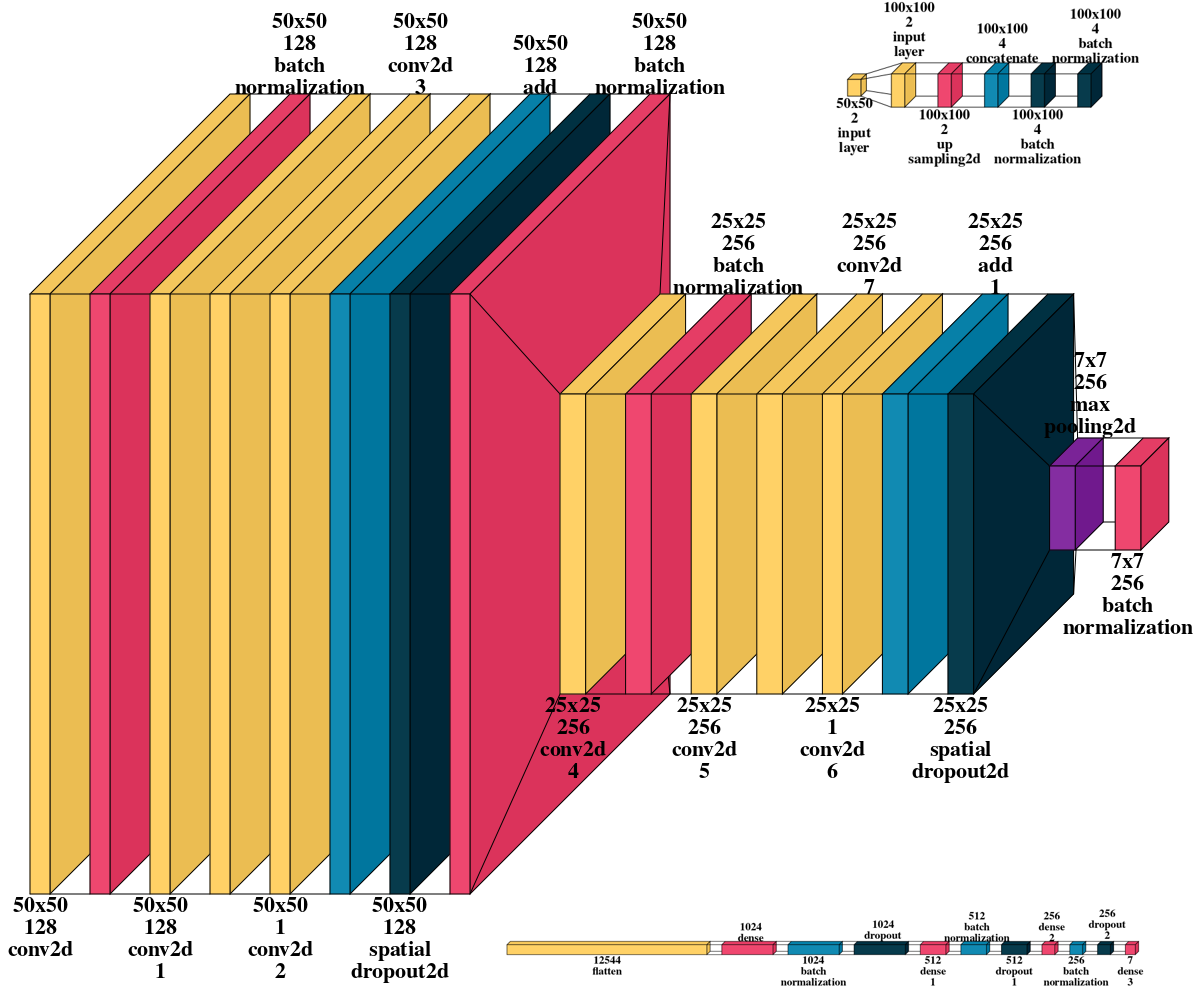 50x50
128
batch
normalization
50x50
128
conv2d
3
50x50
128
add
50x50
128
batch
normalization
50x50
128
conv2d
50x50
128
conv2d
1
50x50
1
conv2d
2
50x50
128
spatial
dropout2d
100x100
2
input
layer
100x100
4
concatenate
100x100
4
batch
normalization
50x50
2
input
layer
100x100
2
up
sampling2d
100x100
4
batch
normalization
25x25
256
batch
normalization
25x25
256
conv2d
7
25x25
256
add
1
7x7
256
max
pooling2d
25x25
256
conv2d
4
25x25
256
conv2d
5
25x25
1
conv2d
6
25x25
256
spatial
dropout2d
7x7
256
batch
normalization
1024
dense
1024
dropout
512
batch
normalization
256
dense
2
256
dropout
2
12544
flatten
1024
batch
normalization
512
dense
1
512
dropout
1
256
batch
normalization
7
dense
3